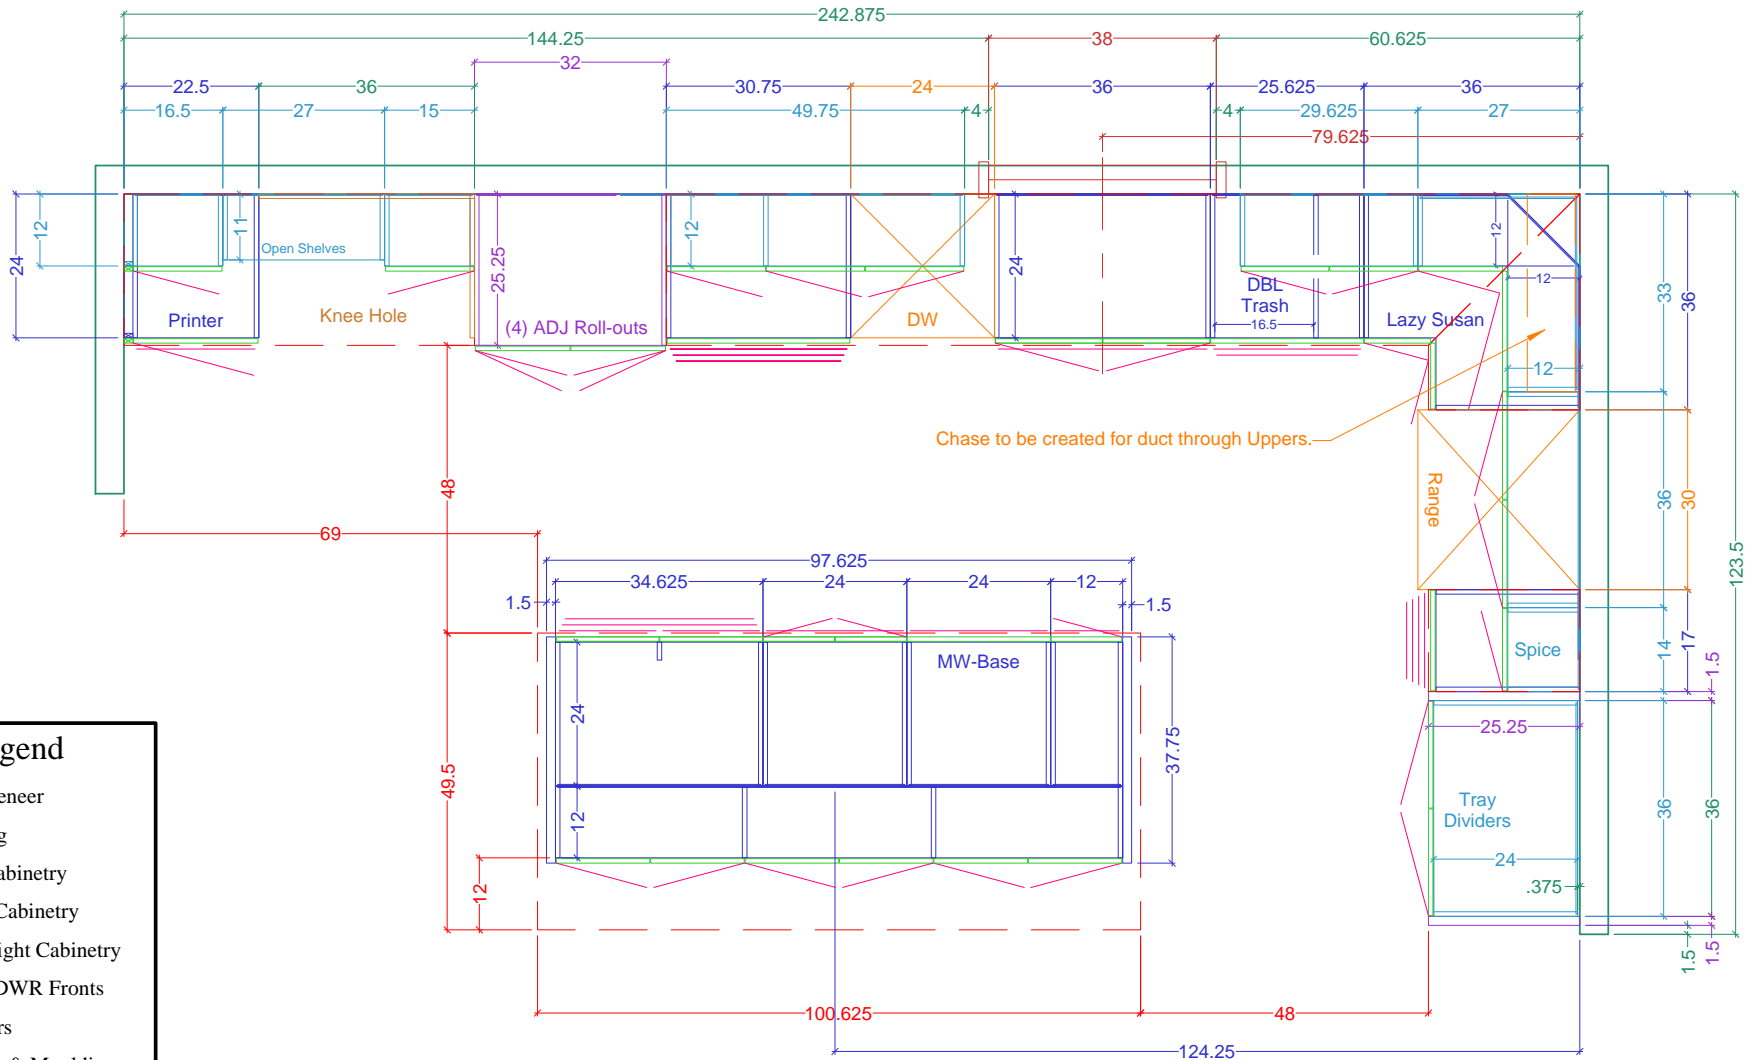 242.875
144.25
38
60.625
32
22.5
36
30.75
24
36
25.625
36
16.5
27
15
49.75
4
4
29.625
27
79.625
24
12
11
Open Shelves
Printer
Knee Hole
25.25
(4) ADJ Roll-outs
12
DW
24
DBL
Trash
16.5
Lazy Susan
12
12
12
33
36
Chase to be created for duct through Uppers.
Range
36
30
123.5
48
69
97.625
34.625
24
24
12
1.5
1.5
MW-Base
24
12
37.75
49.5
12
Spice
14
17
1.5
25.25
Tray
Dividers
24
.375
36
36
1.5
1.5
100.625
48
124.25
gend
eneer
g
abinetry
Cabinetry
ight Cabinetry
DWR Fronts
rs